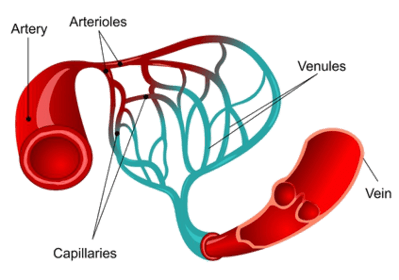 Arterioles
Artery
Venules
Vein
Capillaries